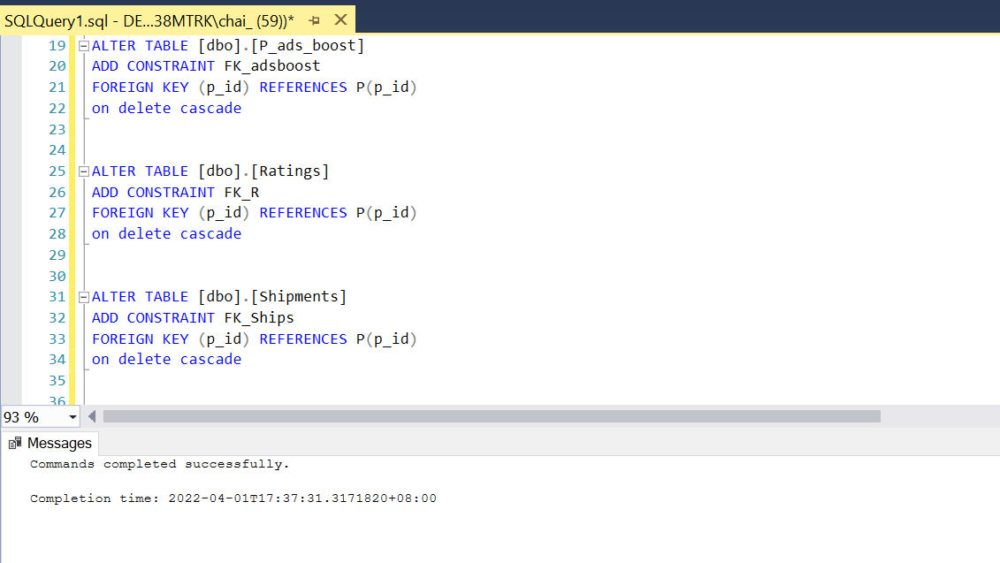 SQLQuery1.sql - DE...38MTRK\chai_ (59))*
19 ALTER TABLE [dbo].[P_ads_boost]
20 ADD CONSTRAINT FK_adsboost
21 FOREIGN KEY (p_id) REFERENCES P(p_id)
22 on delete cascade
23
24
25 ALTER TABLE [dbo].[Ratings]
26 ADD CONSTRAINT FK_R
27 FOREIGN KEY (p_id) REFERENCES P(p_id)
28 on delete cascade
29
30
31 ALTER TABLE [dbo].[Shipments]
32 ADD CONSTRAINT FK_Ships
33 FOREIGN KEY (p_id) REFERENCES P(p_id)
34 on delete cascade
35
36
93 %
Messages
Commands completed successfully.
Completion time: 2022-04-01T17:37:31.3171820+08:00